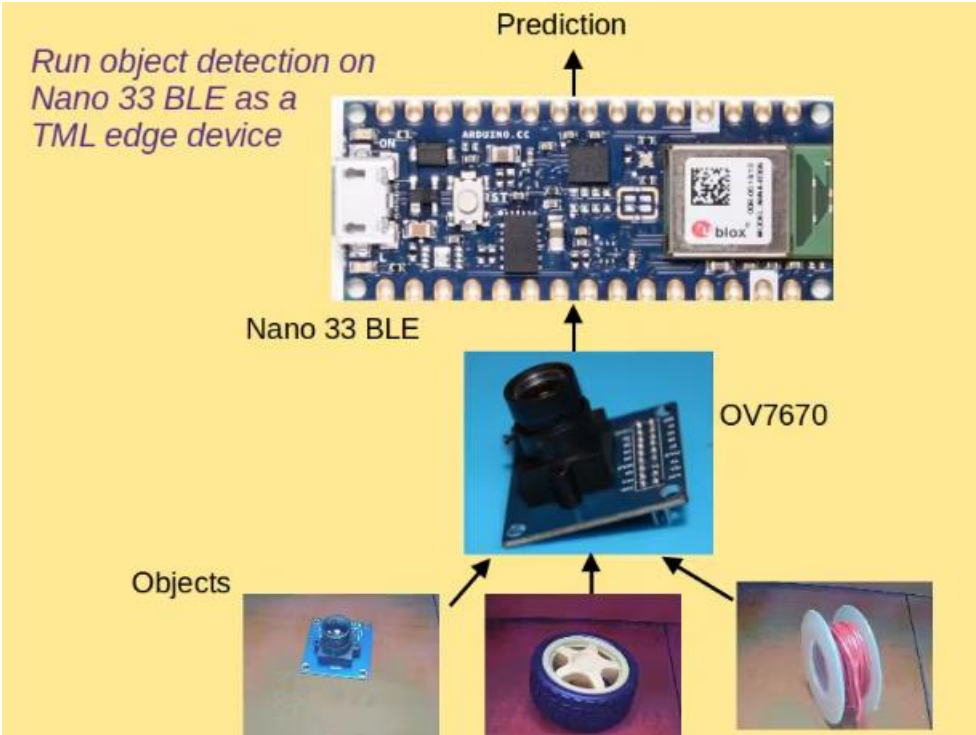 Prediction
Run object detection on
Nano 33 BLE as a
TML edge device
ARDUINO.CC
ON
blox
Nano 33 BLE
OV7670
Objects